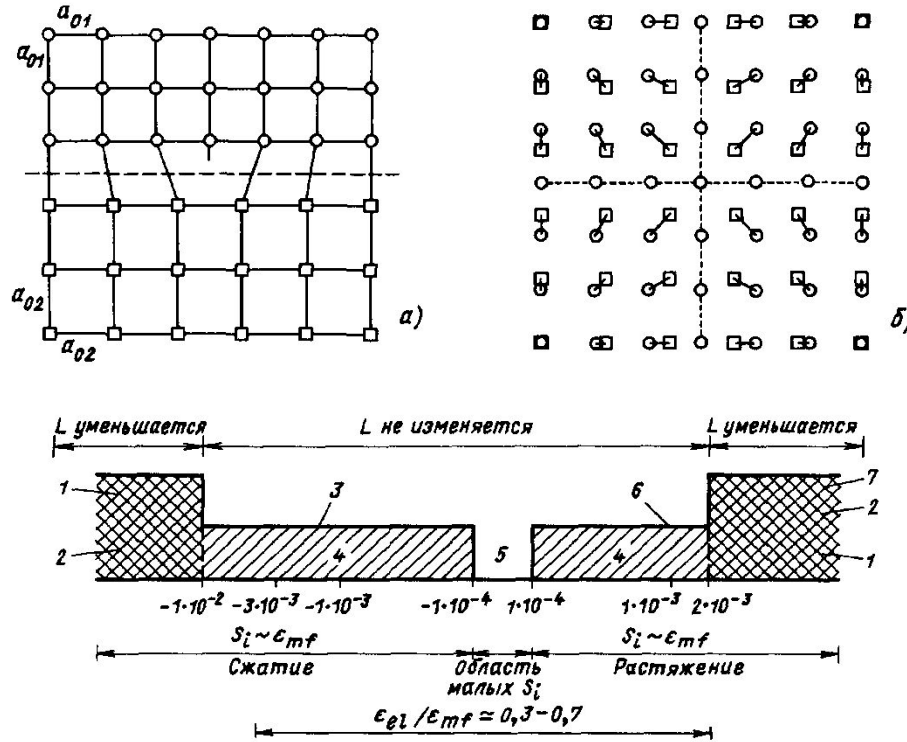 a₀₁
a₀₁
a₀₂
a₀₂
а)
б)
L уменьшается
L не изменяется
L уменьшается
1
2
3
4
5
6
4
7
2
1
-1·10⁻²
-3·10⁻³
-1·10⁻³
-1·10⁻⁴
1·10⁻⁴
1·10⁻³
2·10⁻³
Sᵢ~εmf
Sᵢ~εmf
Сжатие
Область
малых Sᵢ
Растяжение
εel/εmf≃0,3−0,7